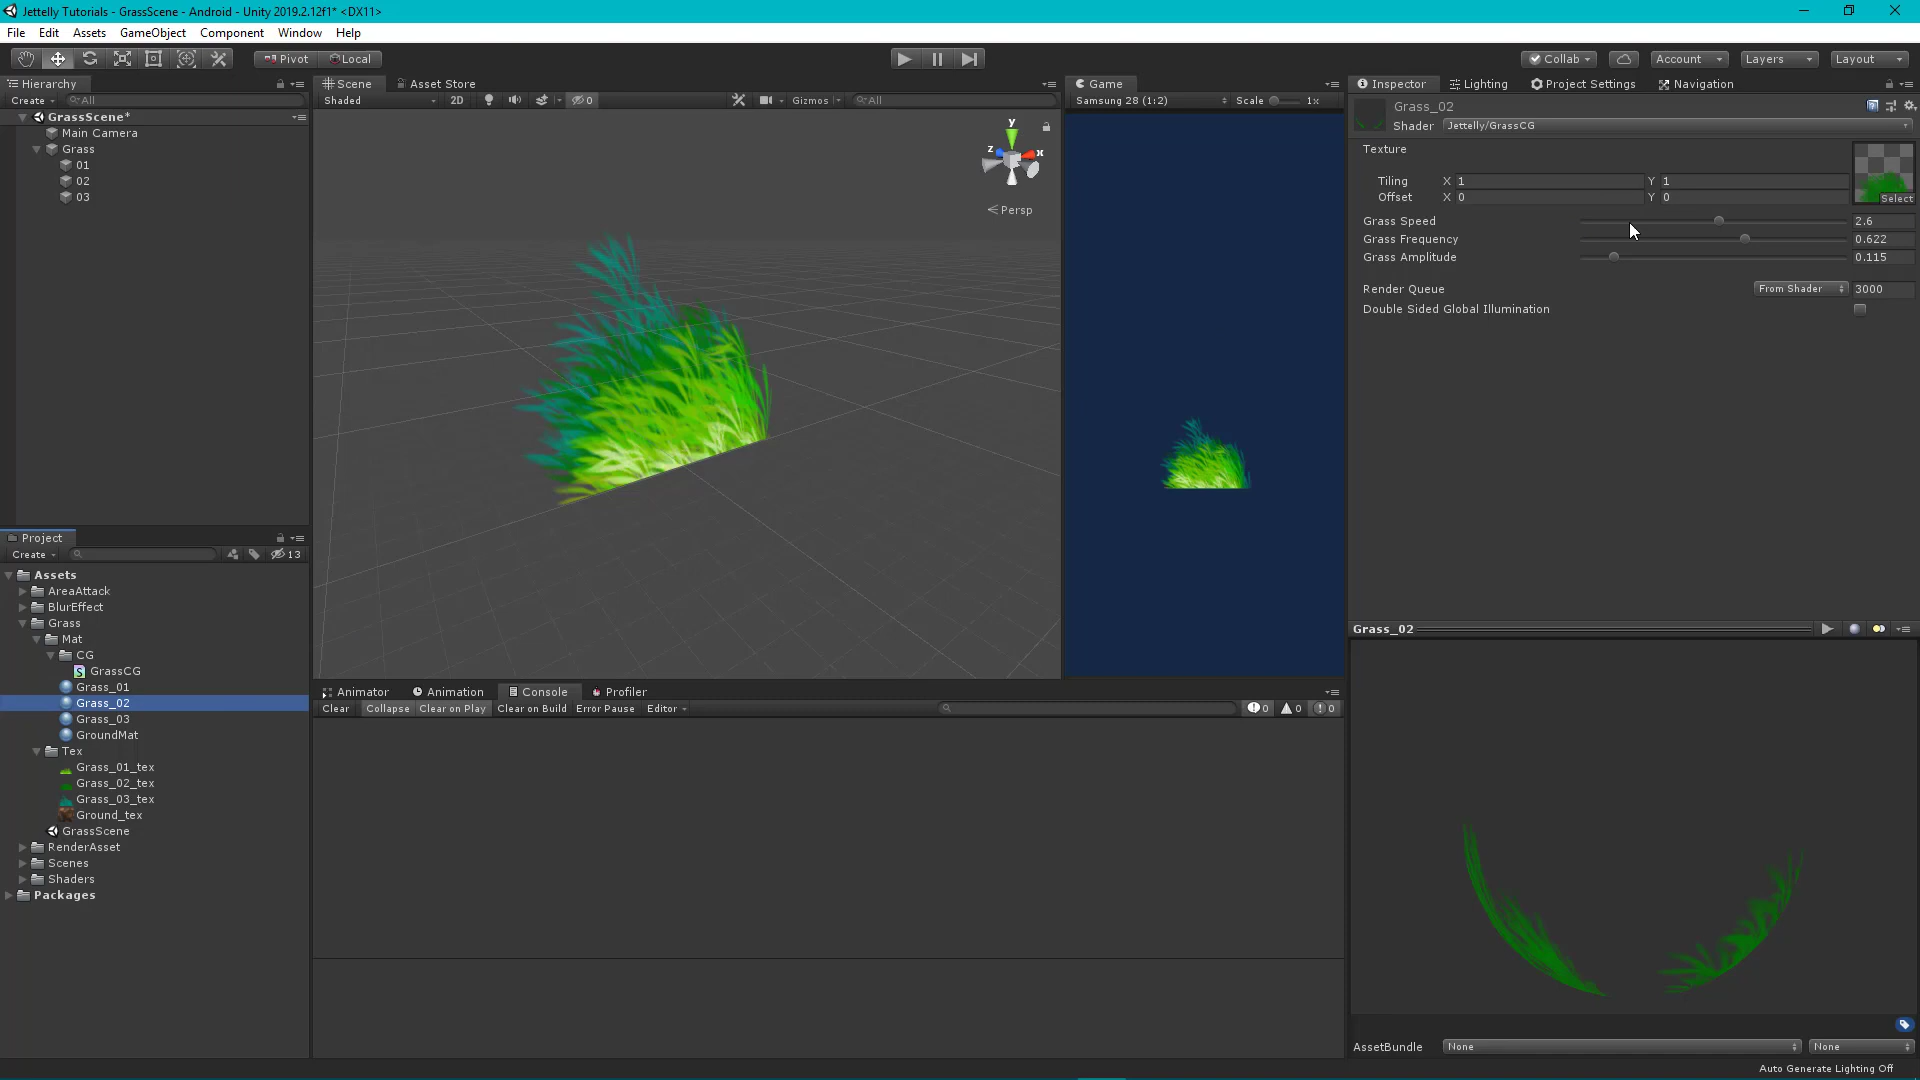 Jettelly Tutorials - GrassScene - Android - Unity 2019.2.12f1* <DX11>
File Edit Assets GameObject Component Window Help
Pivot Local Collab Account Layers Layout
Hierarchy
Create All
GrassScene*
Main Camera
Grass
01
02
03
Scene Asset Store
Shaded 2D 0 Gizmos All
y
z x
Persp
Game
Samsung 28 (1:2) Scale 1x
Inspector Lighting Project Settings Navigation
Grass_02
Shader Jettelly/GrassCG
Texture
Tiling X 1 Y 1
Offset X 0 Y 0
Select
Grass Speed 2.6
Grass Frequency 0.622
Grass Amplitude 0.115
Render Queue From Shader 3000
Double Sided Global Illumination
Project
Create 13
Assets
AreaAttack
BlurEffect
Grass
Mat
CG
GrassCG
Grass_01
Grass_02
Grass_03
GroundMat
Tex
Grass_01_tex
Grass_02_tex
Grass_03_tex
Ground_tex
GrassScene
RenderAsset
Scenes
Shaders
Packages
Animator Animation Console Profiler
Clear Collapse Clear on Play Clear on Build Error Pause Editor 0 0 0
Grass_02
AssetBundle None None
Auto Generate Lighting Off